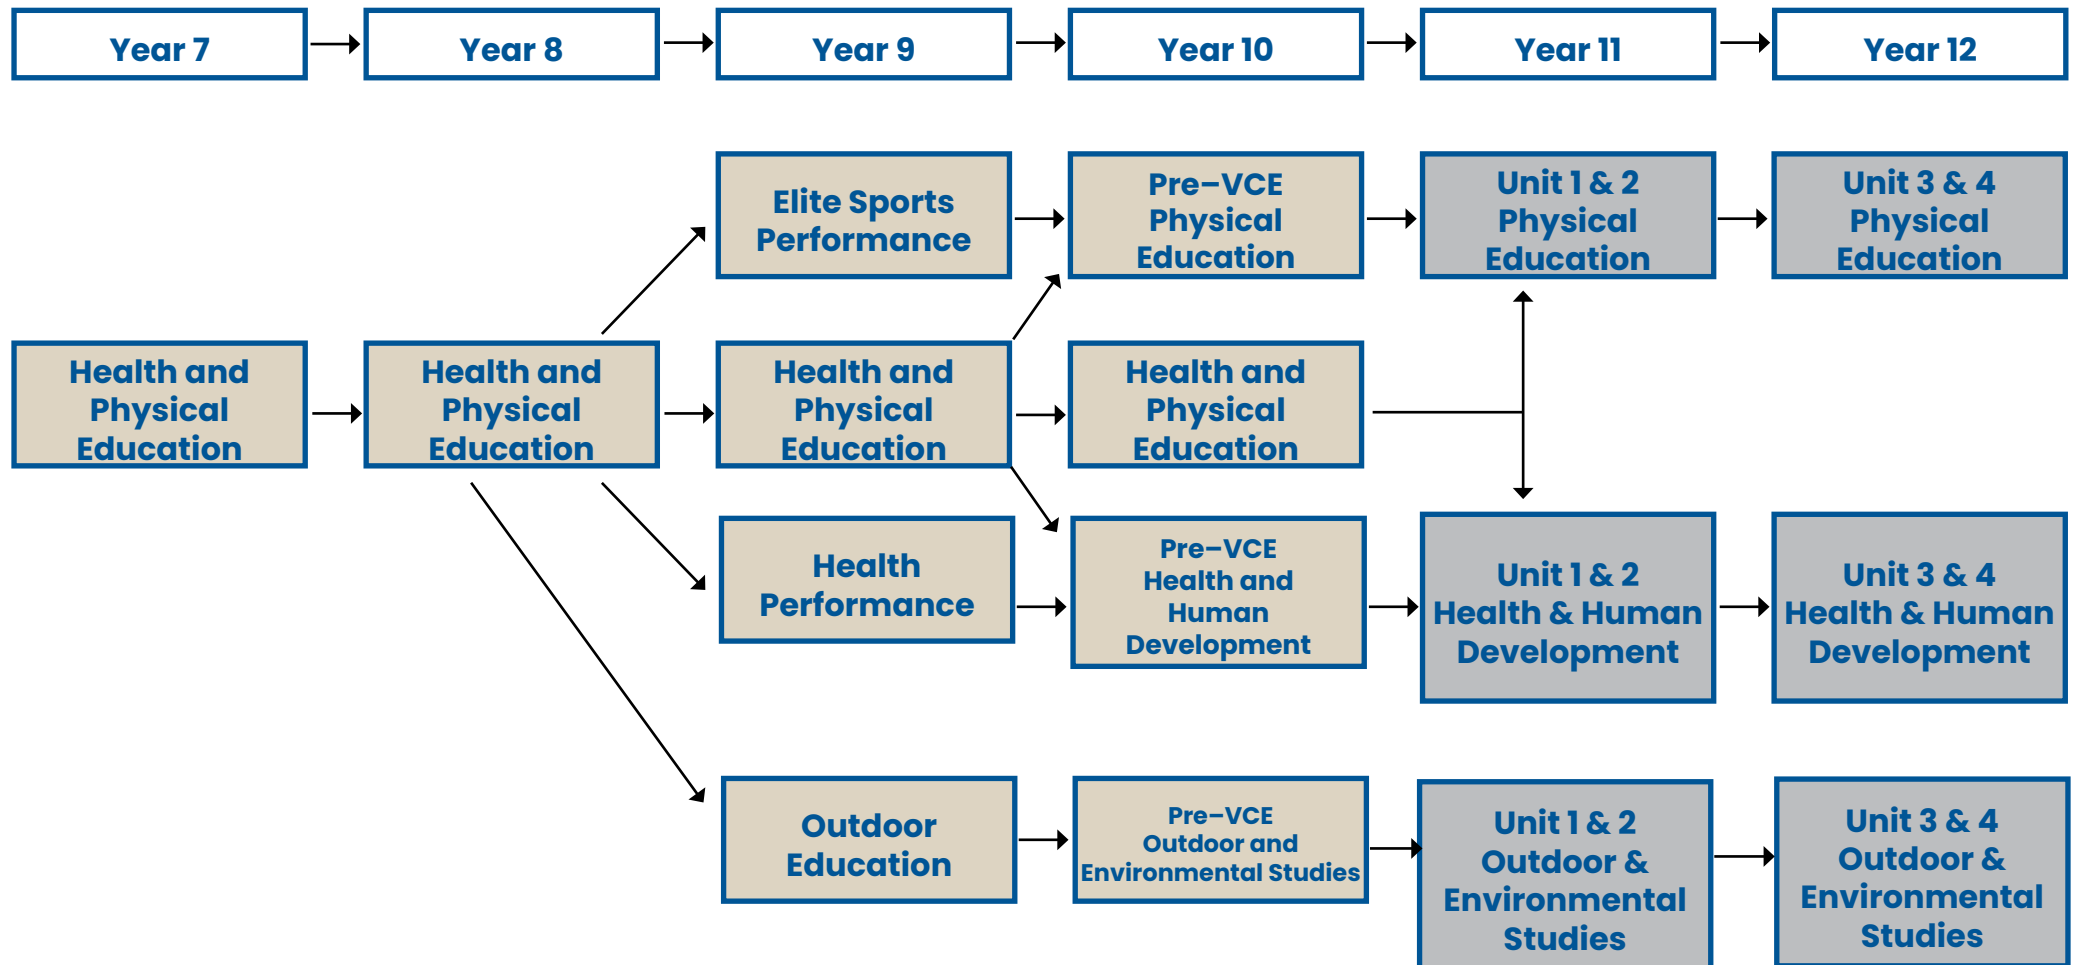 Year 7
Year 8
Year 9
Year 10
Year 11
Year 12
Elite Sports
Performance
Pre–VCE
Physical
Education
Unit 1 & 2
Physical
Education
Unit 3 & 4
Physical
Education
Health and
Physical
Education
Health and
Physical
Education
Health and
Physical
Education
Health and
Physical
Education
Health
Performance
Pre–VCE
Health and
Human
Development
Unit 1 & 2
Health & Human
Development
Unit 3 & 4
Health & Human
Development
Outdoor
Education
Pre–VCE
Outdoor and
Environmental Studies
Unit 1 & 2
Outdoor &
Environmental
Studies
Unit 3 & 4
Outdoor &
Environmental
Studies